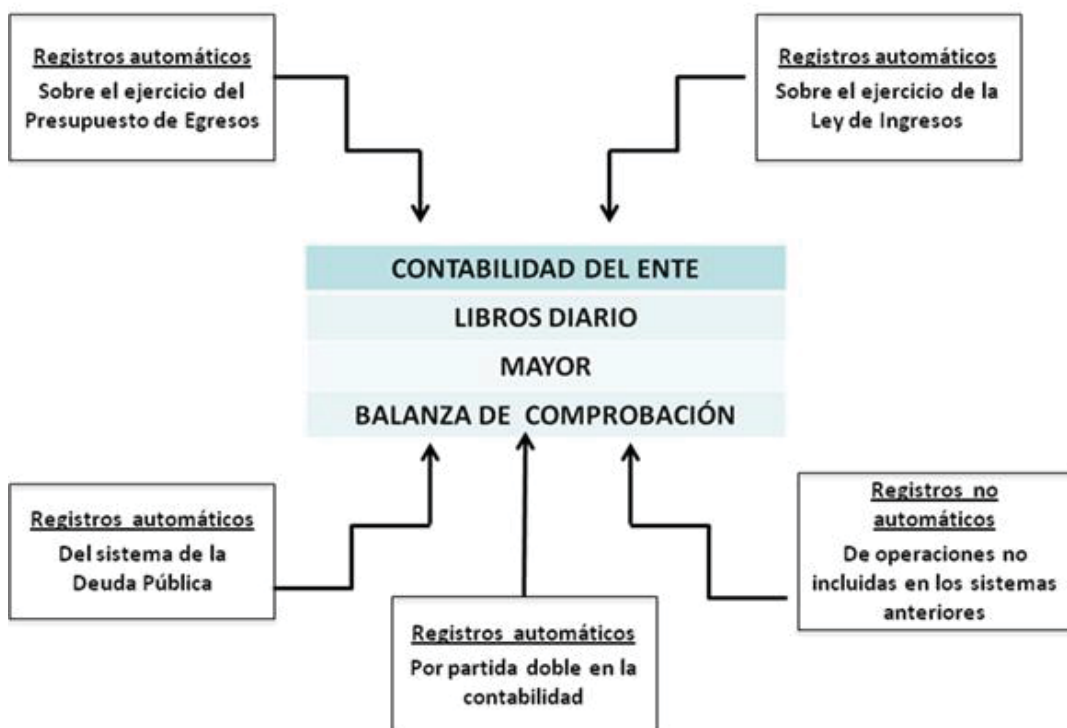 Registros automáticos
Sobre el ejercicio del
Presupuesto de Egresos
Registros automáticos
Sobre el ejercicio de la
Ley de Ingresos
CONTABILIDAD DEL ENTE
LIBROS DIARIO
MAYOR
BALANZA DE COMPROBACIÓN
Registros automáticos
Del sistema de la
Deuda Pública
Registros automáticos
Por partida doble en la
contabilidad
Registros no
automáticos
De operaciones no
incluidas en los sistemas
anteriores